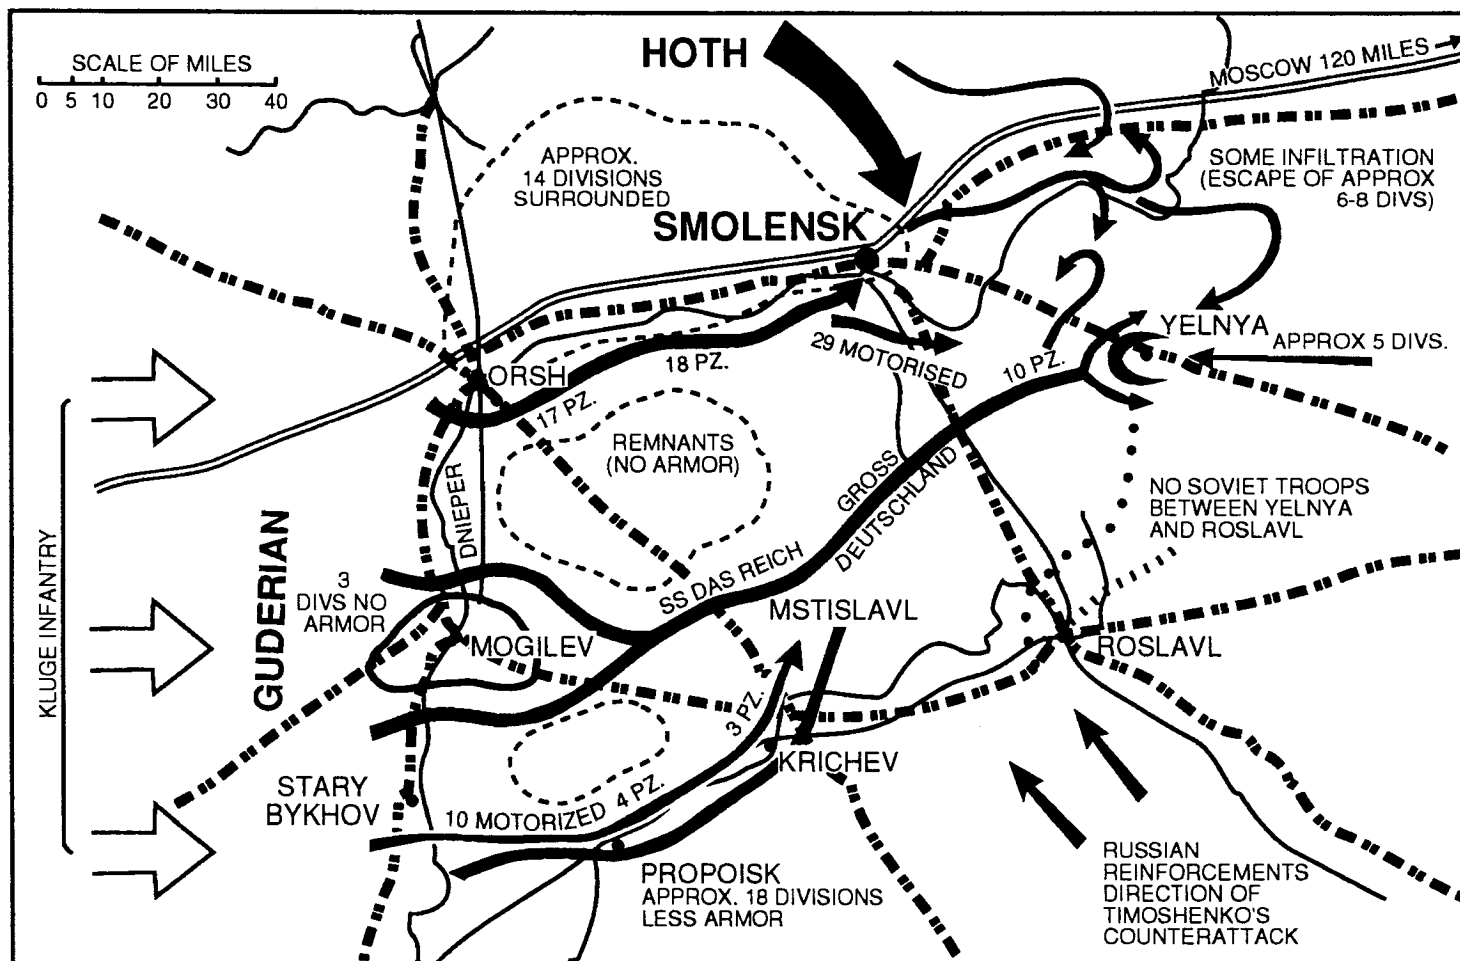 SCALE OF MILES
0 5 10 20 30 40
HOTH
MOSCOW 120 MILES
APPROX.
14 DIVISIONS
SURROUNDED
SOME INFILTRATION
(ESCAPE OF APPROX
6-8 DIVS)
SMOLENSK
YELNYA
APPROX 5 DIVS.
29 MOTORISED
18 PZ.
10 PZ.
ORSH
17 PZ.
REMNANTS
(NO ARMOR)
GROSS
DEUTSCHLAND
NO SOVIET TROOPS
BETWEEN YELNYA
AND ROSLAVL
DNIEPER
KLUGE INFANTRY
GUDERIAN
3
DIVS NO
ARMOR
SS DAS REICH
MSTISLAVL
MOGILEV
ROSLAVL
3 PZ.
KRICHEV
STARY
BYKHOV
10 MOTORIZED 4 PZ.
PROPOISK
APPROX. 18 DIVISIONS
LESS ARMOR
RUSSIAN
REINFORCEMENTS
DIRECTION OF
TIMOSHENKO'S
COUNTERATTACK